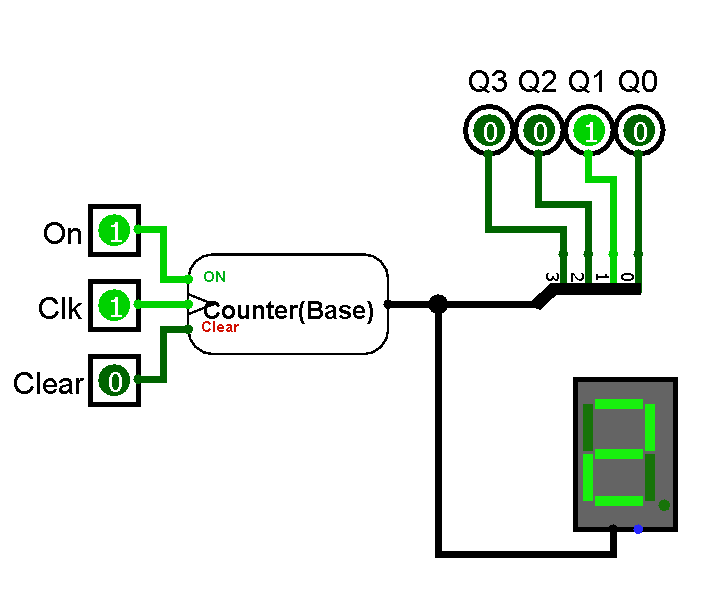 Q3 Q2 Q1 Q0
0 0 1 0
On 1
ON
3 2 1 0
Clk 1
Counter(Base)
Clear
Clear 0
2